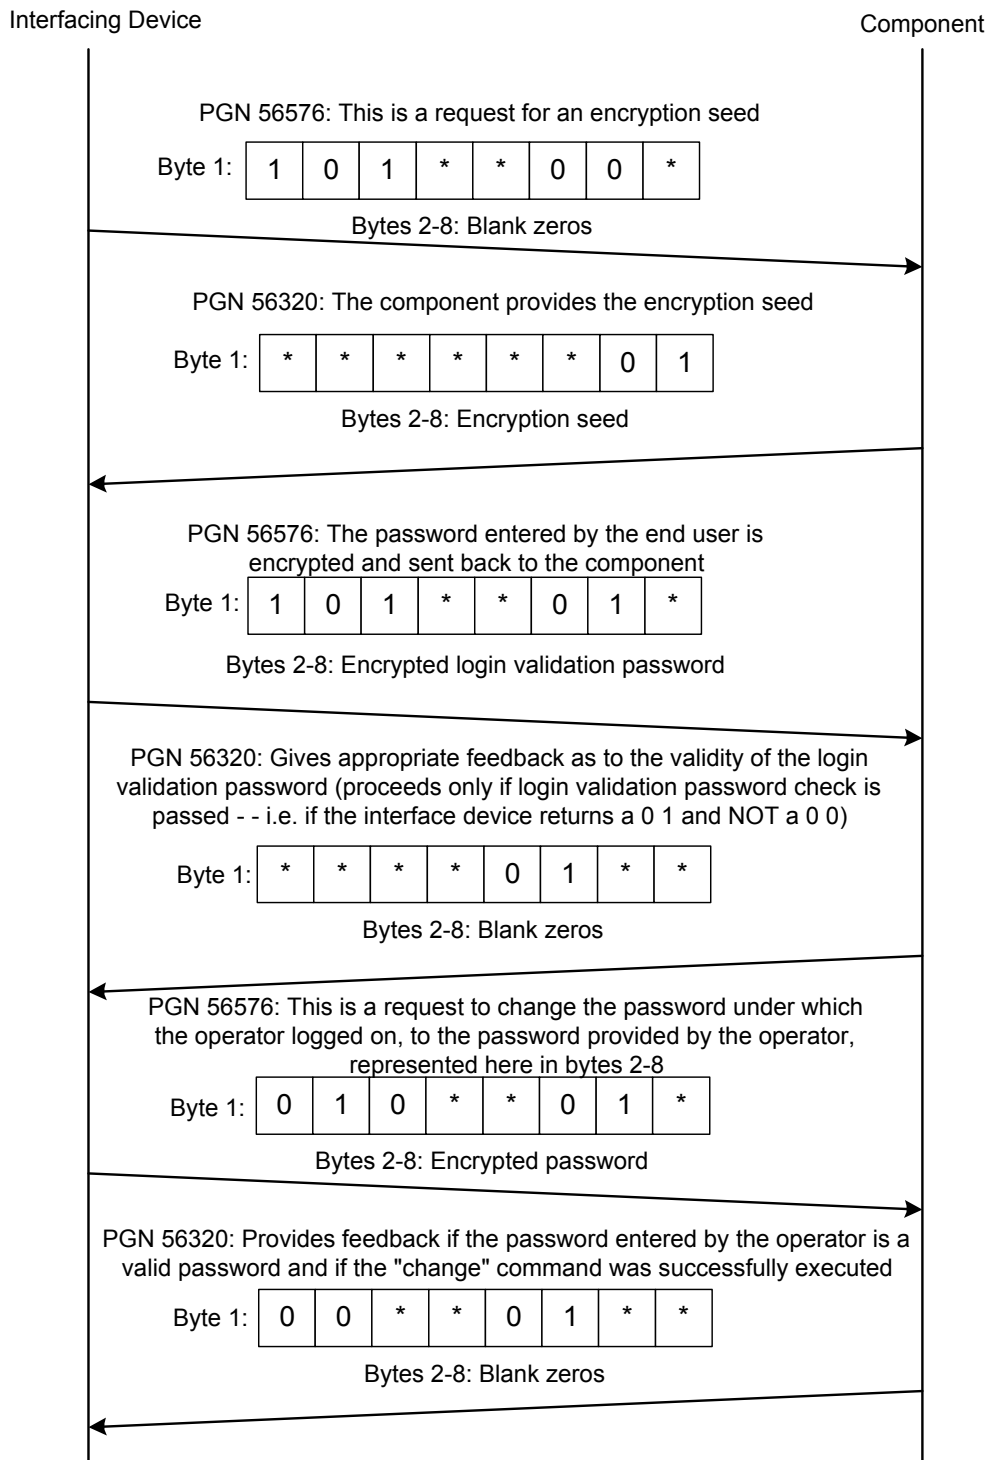 Interfacing Device
Component
PGN 56576: This is a request for an encryption seed
Byte 1: 1 0 1 * * 0 0 *
Bytes 2-8: Blank zeros
PGN 56320: The component provides the encryption seed
Byte 1: * * * * * * 0 1
Bytes 2-8: Encryption seed
PGN 56576: The password entered by the end user is
encrypted and sent back to the component
Byte 1: 1 0 1 * * 0 1 *
Bytes 2-8: Encrypted login validation password
PGN 56320: Gives appropriate feedback as to the validity of the login
validation password (proceeds only if login validation password check is
passed - - i.e. if the interface device returns a 0 1 and NOT a 0 0)
Byte 1: * * * * 0 1 * *
Bytes 2-8: Blank zeros
PGN 56576: This is a request to change the password under which
the operator logged on, to the password provided by the operator,
represented here in bytes 2-8
Byte 1: 0 1 0 * * 0 1 *
Bytes 2-8: Encrypted password
PGN 56320: Provides feedback if the password entered by the operator is a
valid password and if the "change" command was successfully executed
Byte 1: 0 0 * * 0 1 * *
Bytes 2-8: Blank zeros